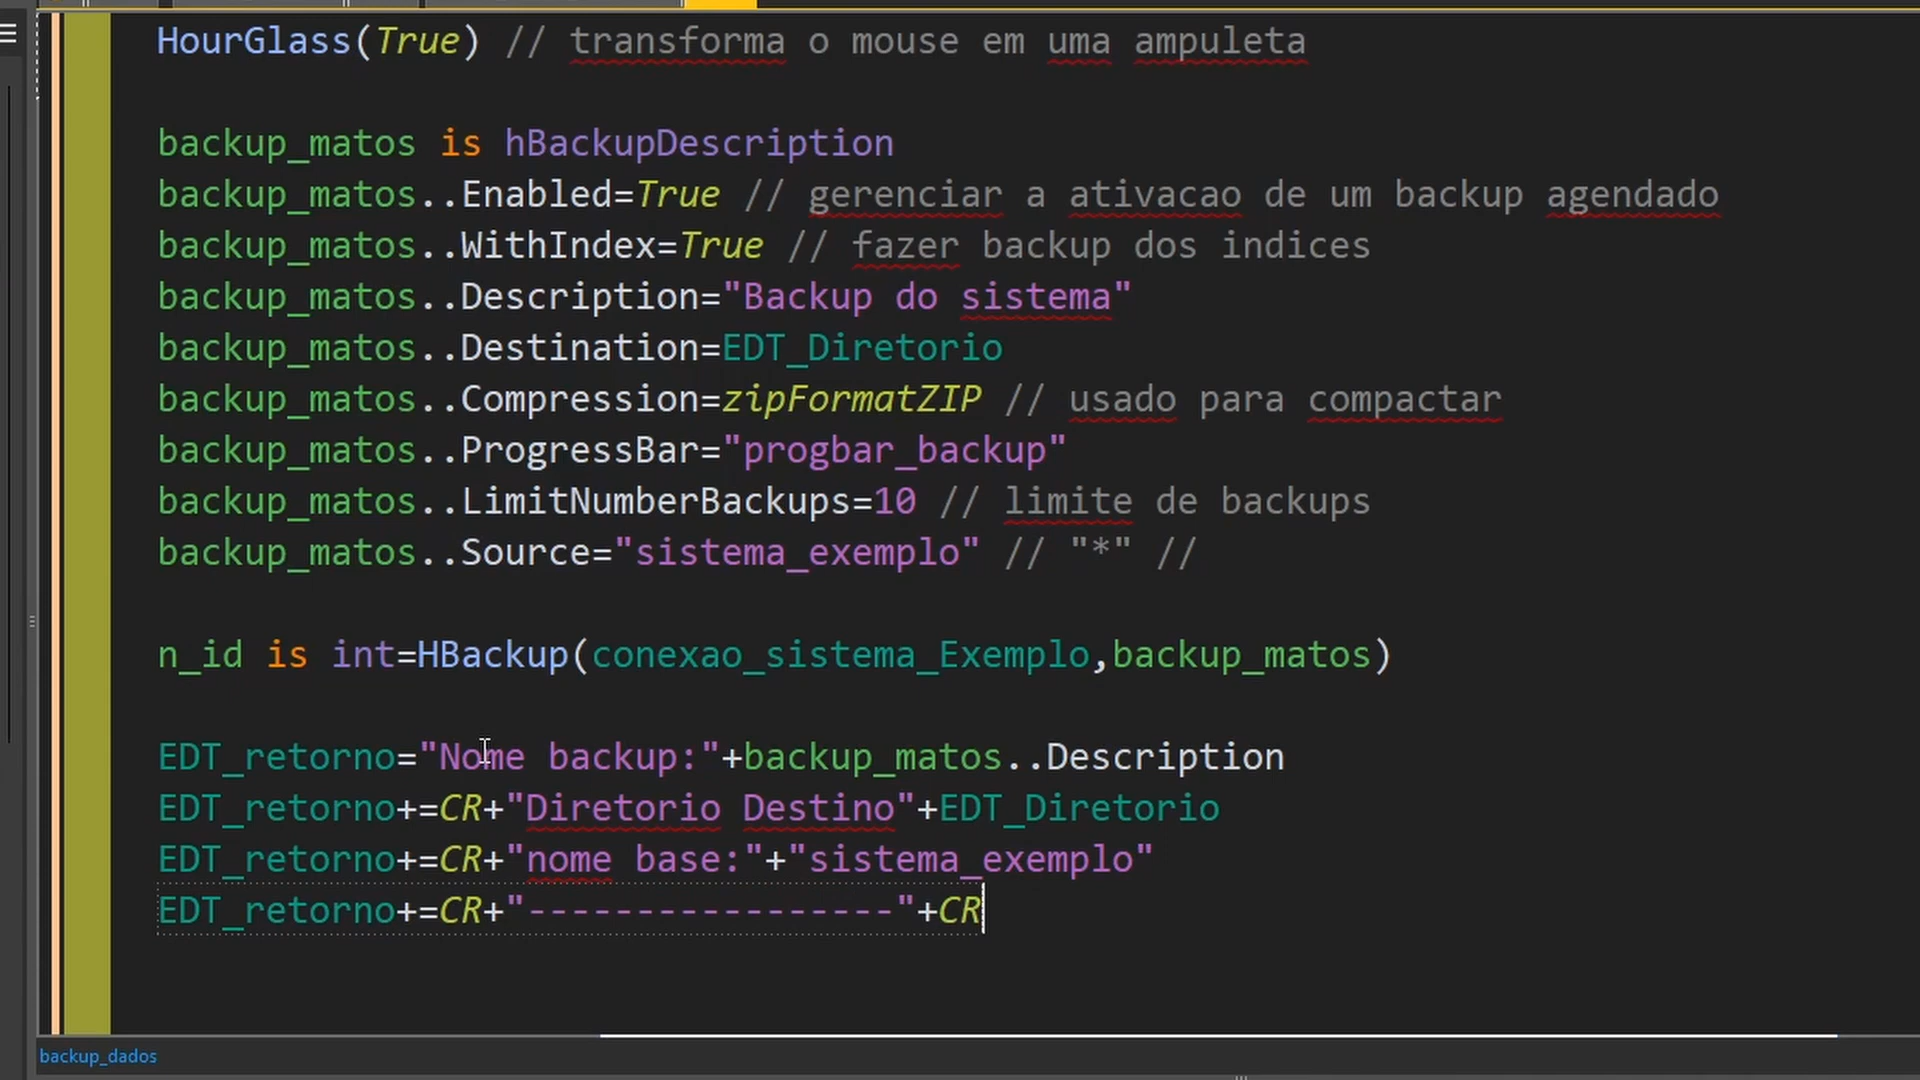 HourGlass(True) // transforma o mouse em uma ampuleta
backup_matos is hBackupDescription
backup_matos..Enabled=True // gerenciar a ativacao de um backup agendado
backup_matos..WithIndex=True // fazer backup dos indices
backup_matos..Description="Backup do sistema"
backup_matos..Destination=EDT_Diretorio
backup_matos..Compression=zipFormatZIP // usado para compactar
backup_matos..ProgressBar="progbar_backup"
backup_matos..LimitNumberBackups=10 // limite de backups
backup_matos..Source="sistema_exemplo" // "*" //
n_id is int=HBackup(conexao_sistema_Exemplo,backup_matos)
EDT_retorno="Nome backup:"+backup_matos..Description
EDT_retorno+=CR+"Diretorio Destino"+EDT_Diretorio
EDT_retorno+=CR+"nome base:"+"sistema_exemplo"
EDT_retorno+=CR+"-----------------"+CR
backup_dados